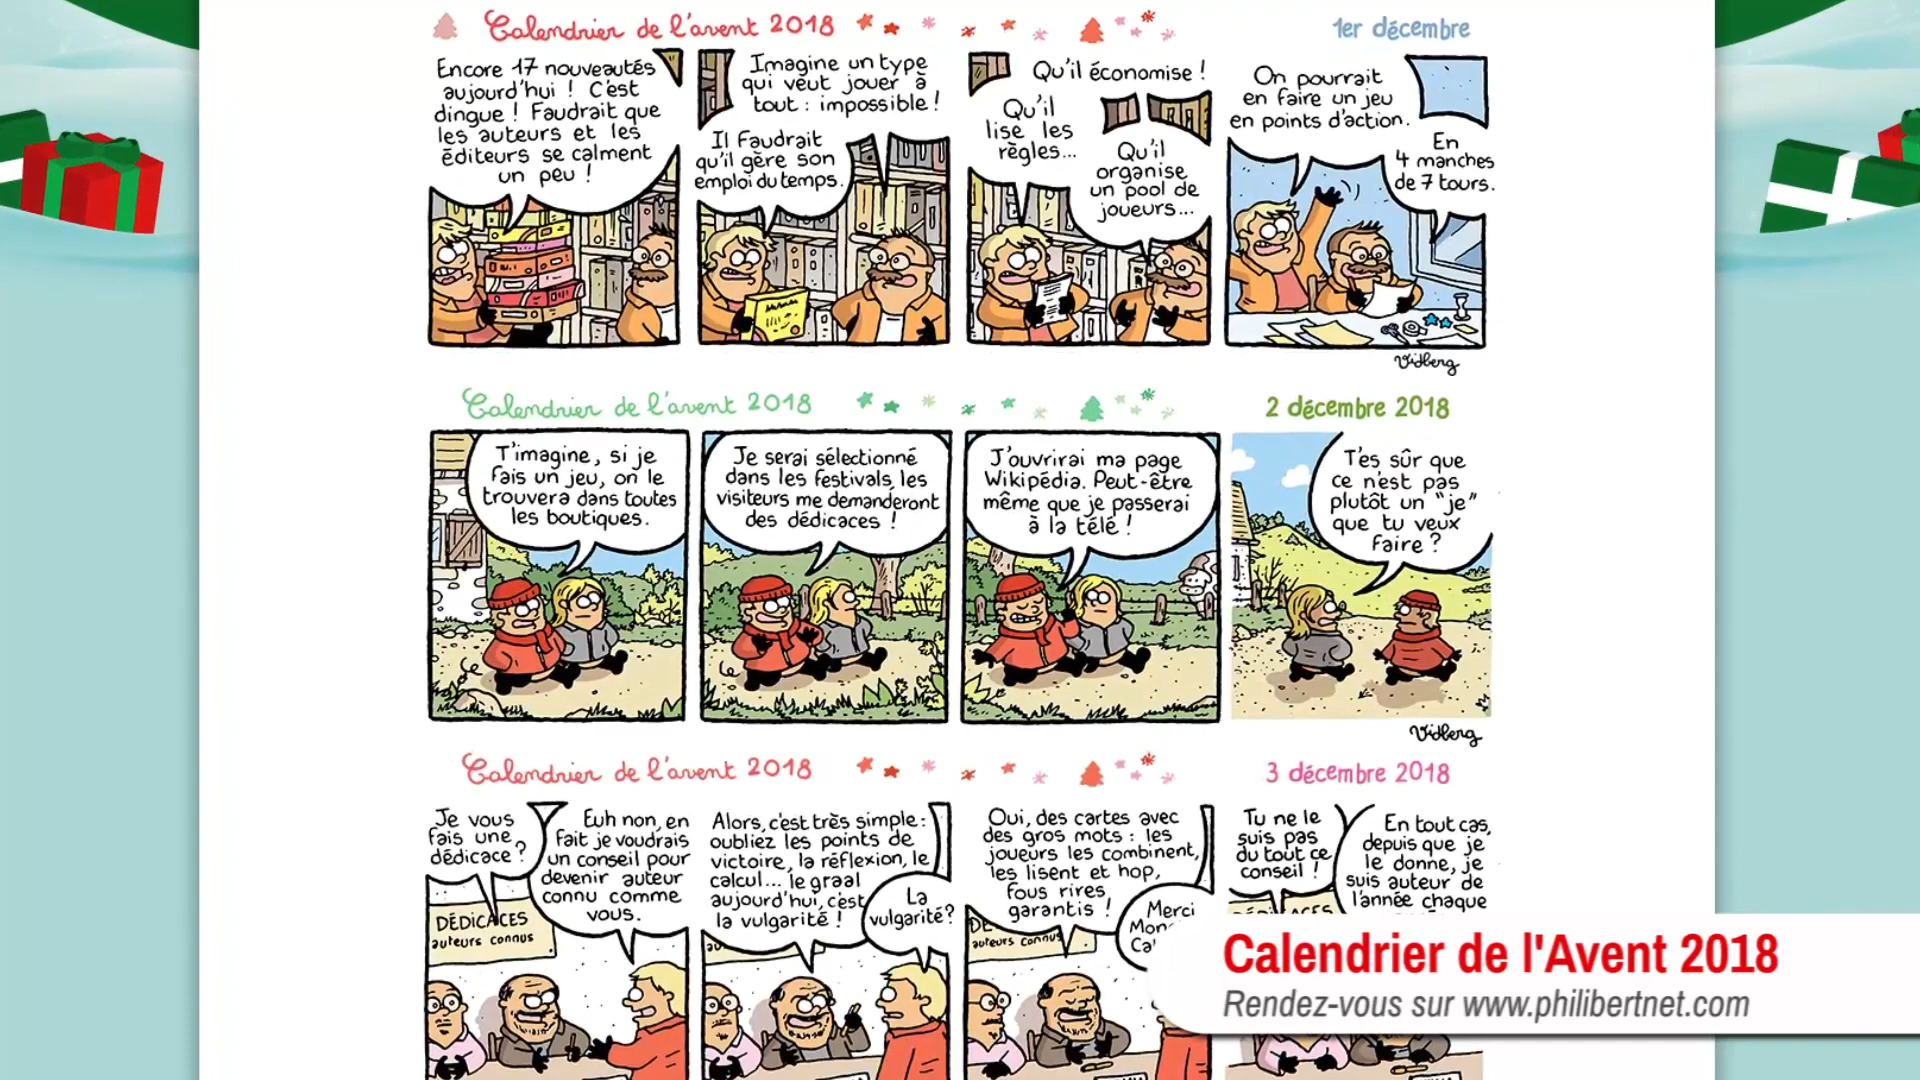 Calendrier de l'avent 2018
1er décembre
Encore 17 nouveautés
aujourd'hui ! C'est
dingue ! Faudrait que
les auteurs et les
éditeurs se calment
un peu !
Imagine un type
qui veut jouer à
tout : impossible !
Il faudrait
qu'il gère son
emploi du temps.
Qu'il économise !
Qu'il
lise les
règles...
Qu'il
organise
un pool de
joueurs...
On pourrait
en faire un jeu
en points d'action.
En
4 manches
de 7 tours.
Vidberg
Calendrier de l'avent 2018
2 décembre 2018
T'imagine, si je
fais un jeu, on le
trouvera dans toutes
les boutiques.
Je serai sélectionné
dans les festivals, les
visiteurs me demanderont
des dédicaces !
J'ouvrirai ma page
Wikipédia. Peut-être
même que je passerai
à la télé !
T'es sûr que
ce n'est pas
plutôt un "je"
que tu veux
faire ?
Vidberg
Calendrier de l'avent 2018
3 décembre 2018
Je vous
fais une
dédicace ?
Euh non, en
fait je voudrais
un conseil pour
devenir auteur
connu comme
vous.
DÉDICACES
auteurs connus
Alors, c'est très simple :
oubliez les points de
victoire, la réflexion, le
calcul... le graal
aujourd'hui, c'est
la vulgarité !
La
vulgarité ?
Oui, des cartes avec
des gros mots : les
joueurs les combinent,
les lisent et hop,
fous rires
garantis !
auteurs connus
Merci
Tu ne le
suis pas
du tout ce
conseil !
En tout cas,
depuis que je
le donne, je
suis auteur de
l'année chaque
Calendrier de l'Avent 2018
Rendez-vous sur www.philibertnet.com